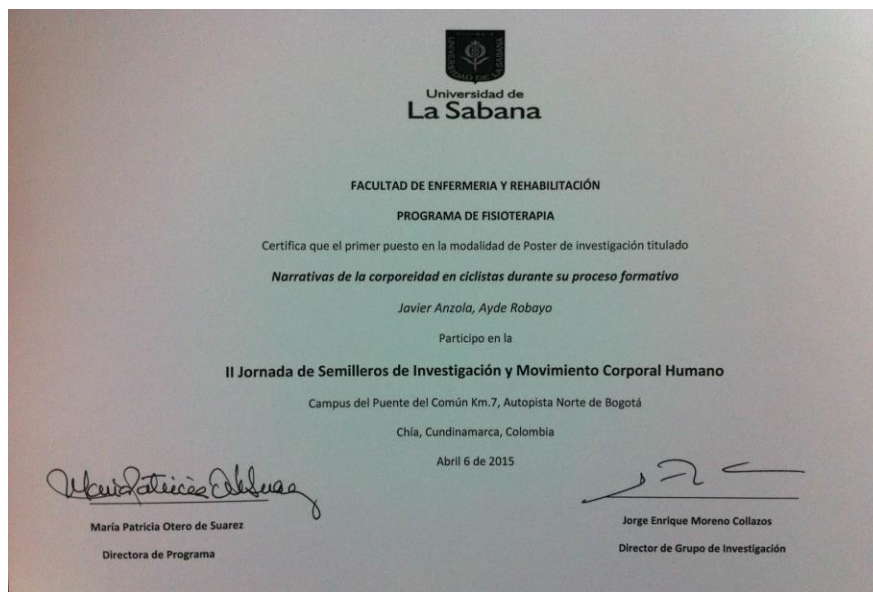 UNIVERSIDAD DE LA SABANA
Universidad de
La Sabana
FACULTAD DE ENFERMERIA Y REHABILITACIÓN
PROGRAMA DE FISIOTERAPIA
Certifica que el primer puesto en la modalidad de Poster de investigación titulado
Narrativas de la corporeidad en ciclistas durante su proceso formativo
Javier Anzola, Ayde Robayo
Participo en la
II Jornada de Semilleros de Investigación y Movimiento Corporal Humano
Campus del Puente del Común Km.7, Autopista Norte de Bogotá
Chía, Cundinamarca, Colombia
Abril 6 de 2015
María Patricia Otero de Suarez
Directora de Programa
Jorge Enrique Moreno Collazos
Director de Grupo de Investigación